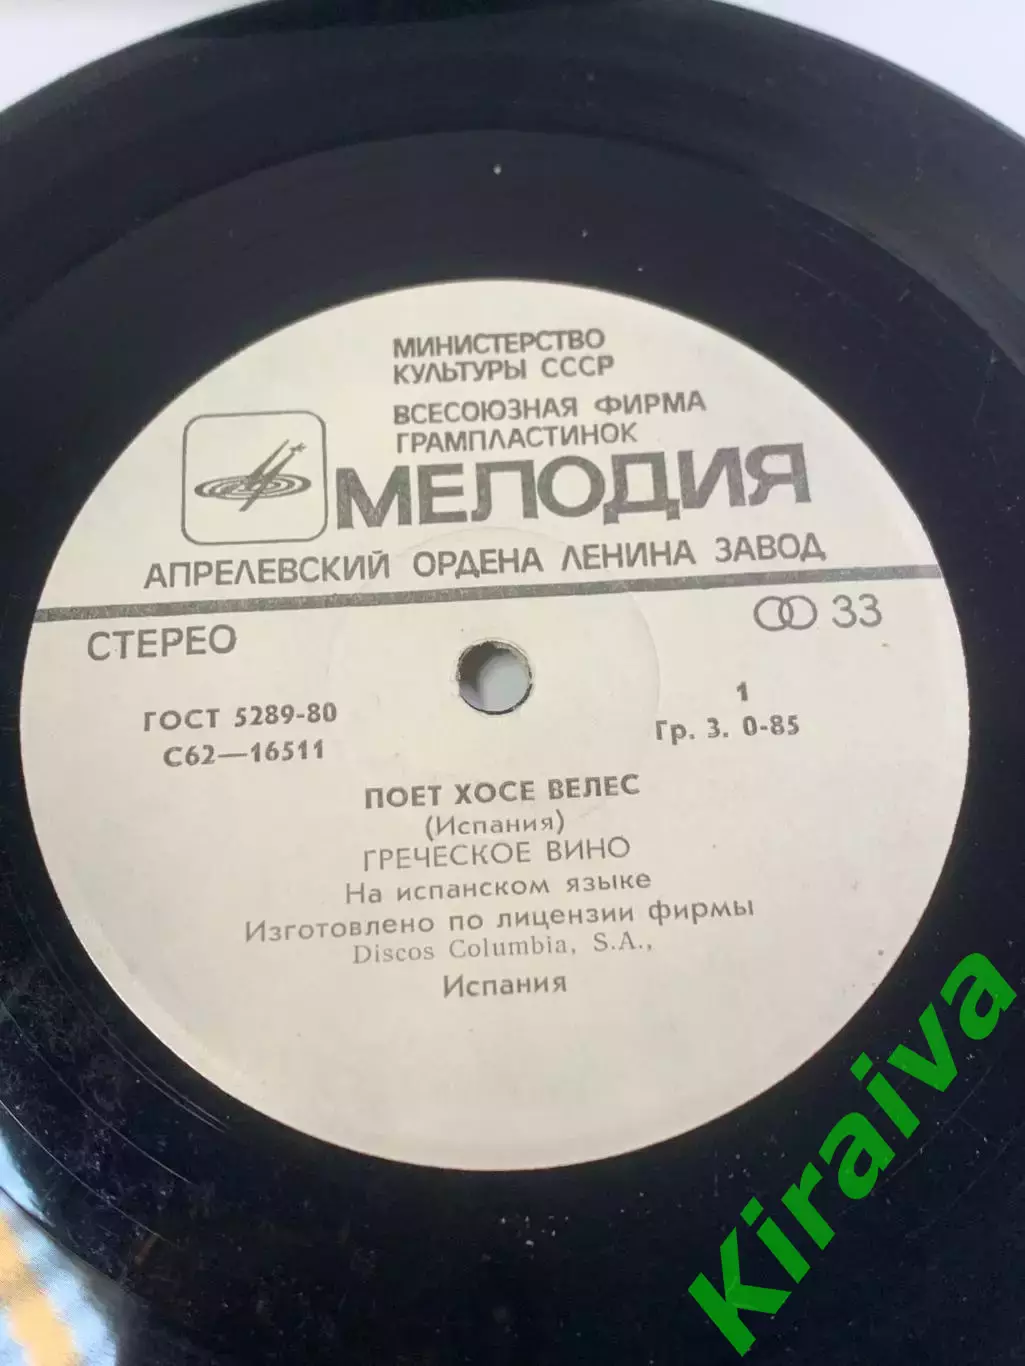 МИНИСТЕРСТВО
КУЛЬТУРЫ СССР
ВСЕСОЮЗНАЯ ФИРМА
ГРАМПЛАСТИНОК
МЕЛОДИЯ
АПРЕЛЕВСКИЙ ОРДЕНА ЛЕНИНА ЗАВОД
СТЕРЕО
33
ГОСТ 5289-80
1
С62—16511
Гр. 3. 0-85
ПОЕТ ХОСЕ ВЕЛЕС
(Испания)
ГРЕЧЕСКОЕ ВИНО
На испанском языке
Изготовлено по лицензии фирмы
Discos Columbia, S.A.,
Испания
Kiraiva